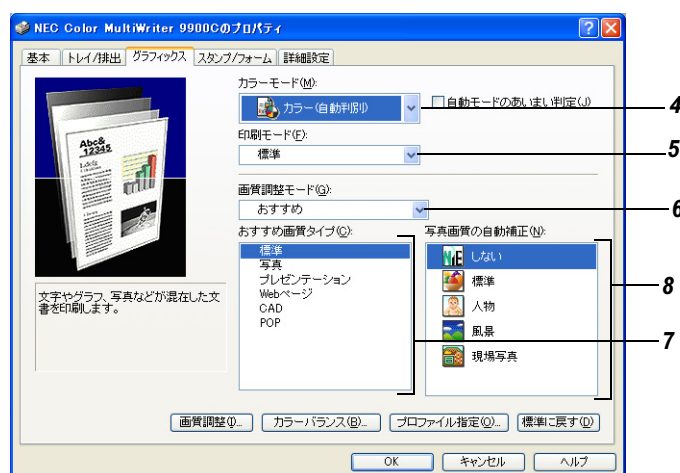 NEC Color MultiWriter 9900Cのプロパティ
基本 トレイ/排出 グラフィックス スタンプ/フォーム 詳細設定
カラーモード(M):
カラー(自動判別)
自動モードのあいまい判定(J)
4
印刷モード(F):
標準
5
画質調整モード(G):
おすすめ
6
おすすめ画質タイプ(C):
標準
写真
プレゼンテーション
Webページ
CAD
POP
7
写真画質の自動補正(N):
しない
標準
人物
風景
現場写真
8
Abc&
12345
文字やグラフ、写真などが混在した文
書を印刷します。
画質調整(I)... カラーバランス(B)... プロファイル指定(O)... 標準に戻す(D)
OK キャンセル ヘルプ